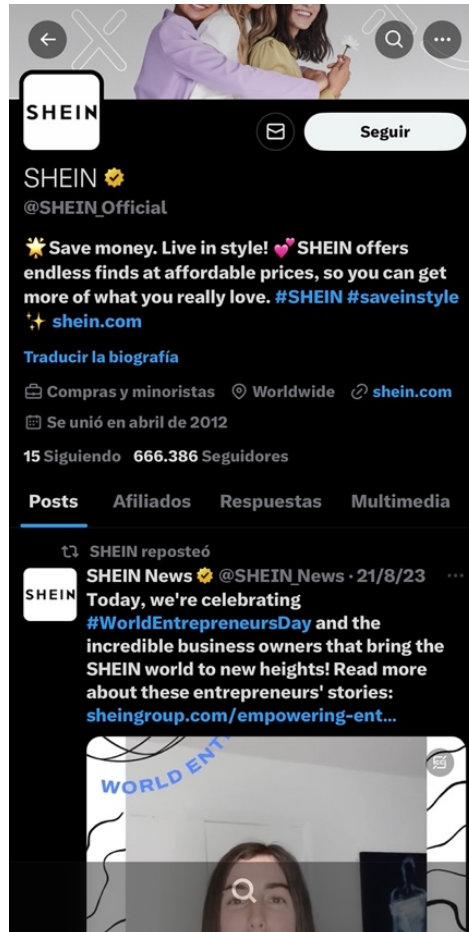 SHEIN
Seguir
SHEIN
@SHEIN_Official
🌟Save money. Live in style! 💕SHEIN offers
endless finds at affordable prices, so you can get
more of what you really love. #SHEIN #saveinstyle
✨ shein.com
Traducir la biografía
Compras y minoristas Worldwide shein.com
Se unió en abril de 2012
15 Siguiendo 666.386 Seguidores
Posts Afiliados Respuestas Multimedia
SHEIN reposteó
SHEIN
SHEIN News @SHEIN_News · 21/8/23
Today, we're celebrating
#WorldEntrepreneursDay and the
incredible business owners that bring the
SHEIN world to new heights! Read more
about these entrepreneurs' stories:
sheingroup.com/empowering-ent...
WORLD ENT